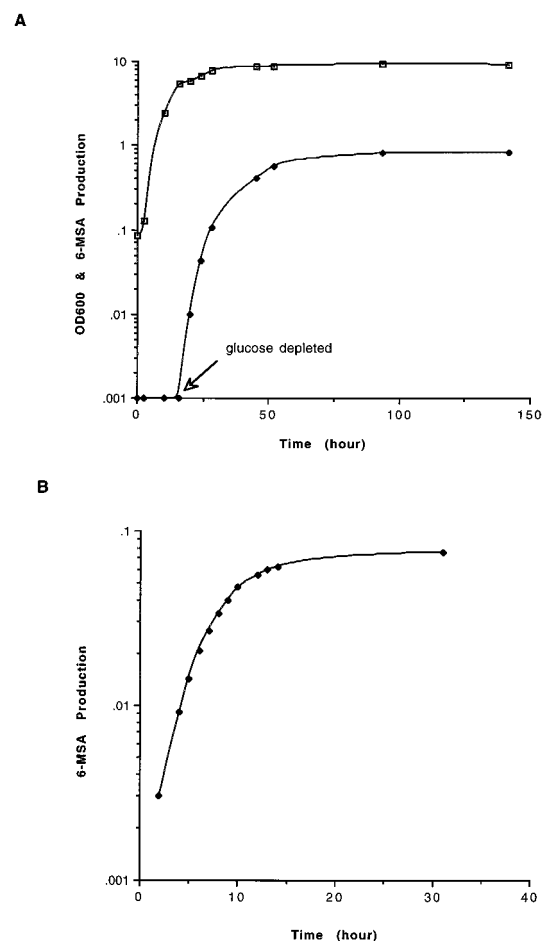 A
10
1
.1
.01
.001
OD600 & 6-MSA Production
glucose depleted
0
50
100
150
Time (hour)
B
.1
.01
.001
6-MSA Production
0
10
20
30
40
Time (hour)